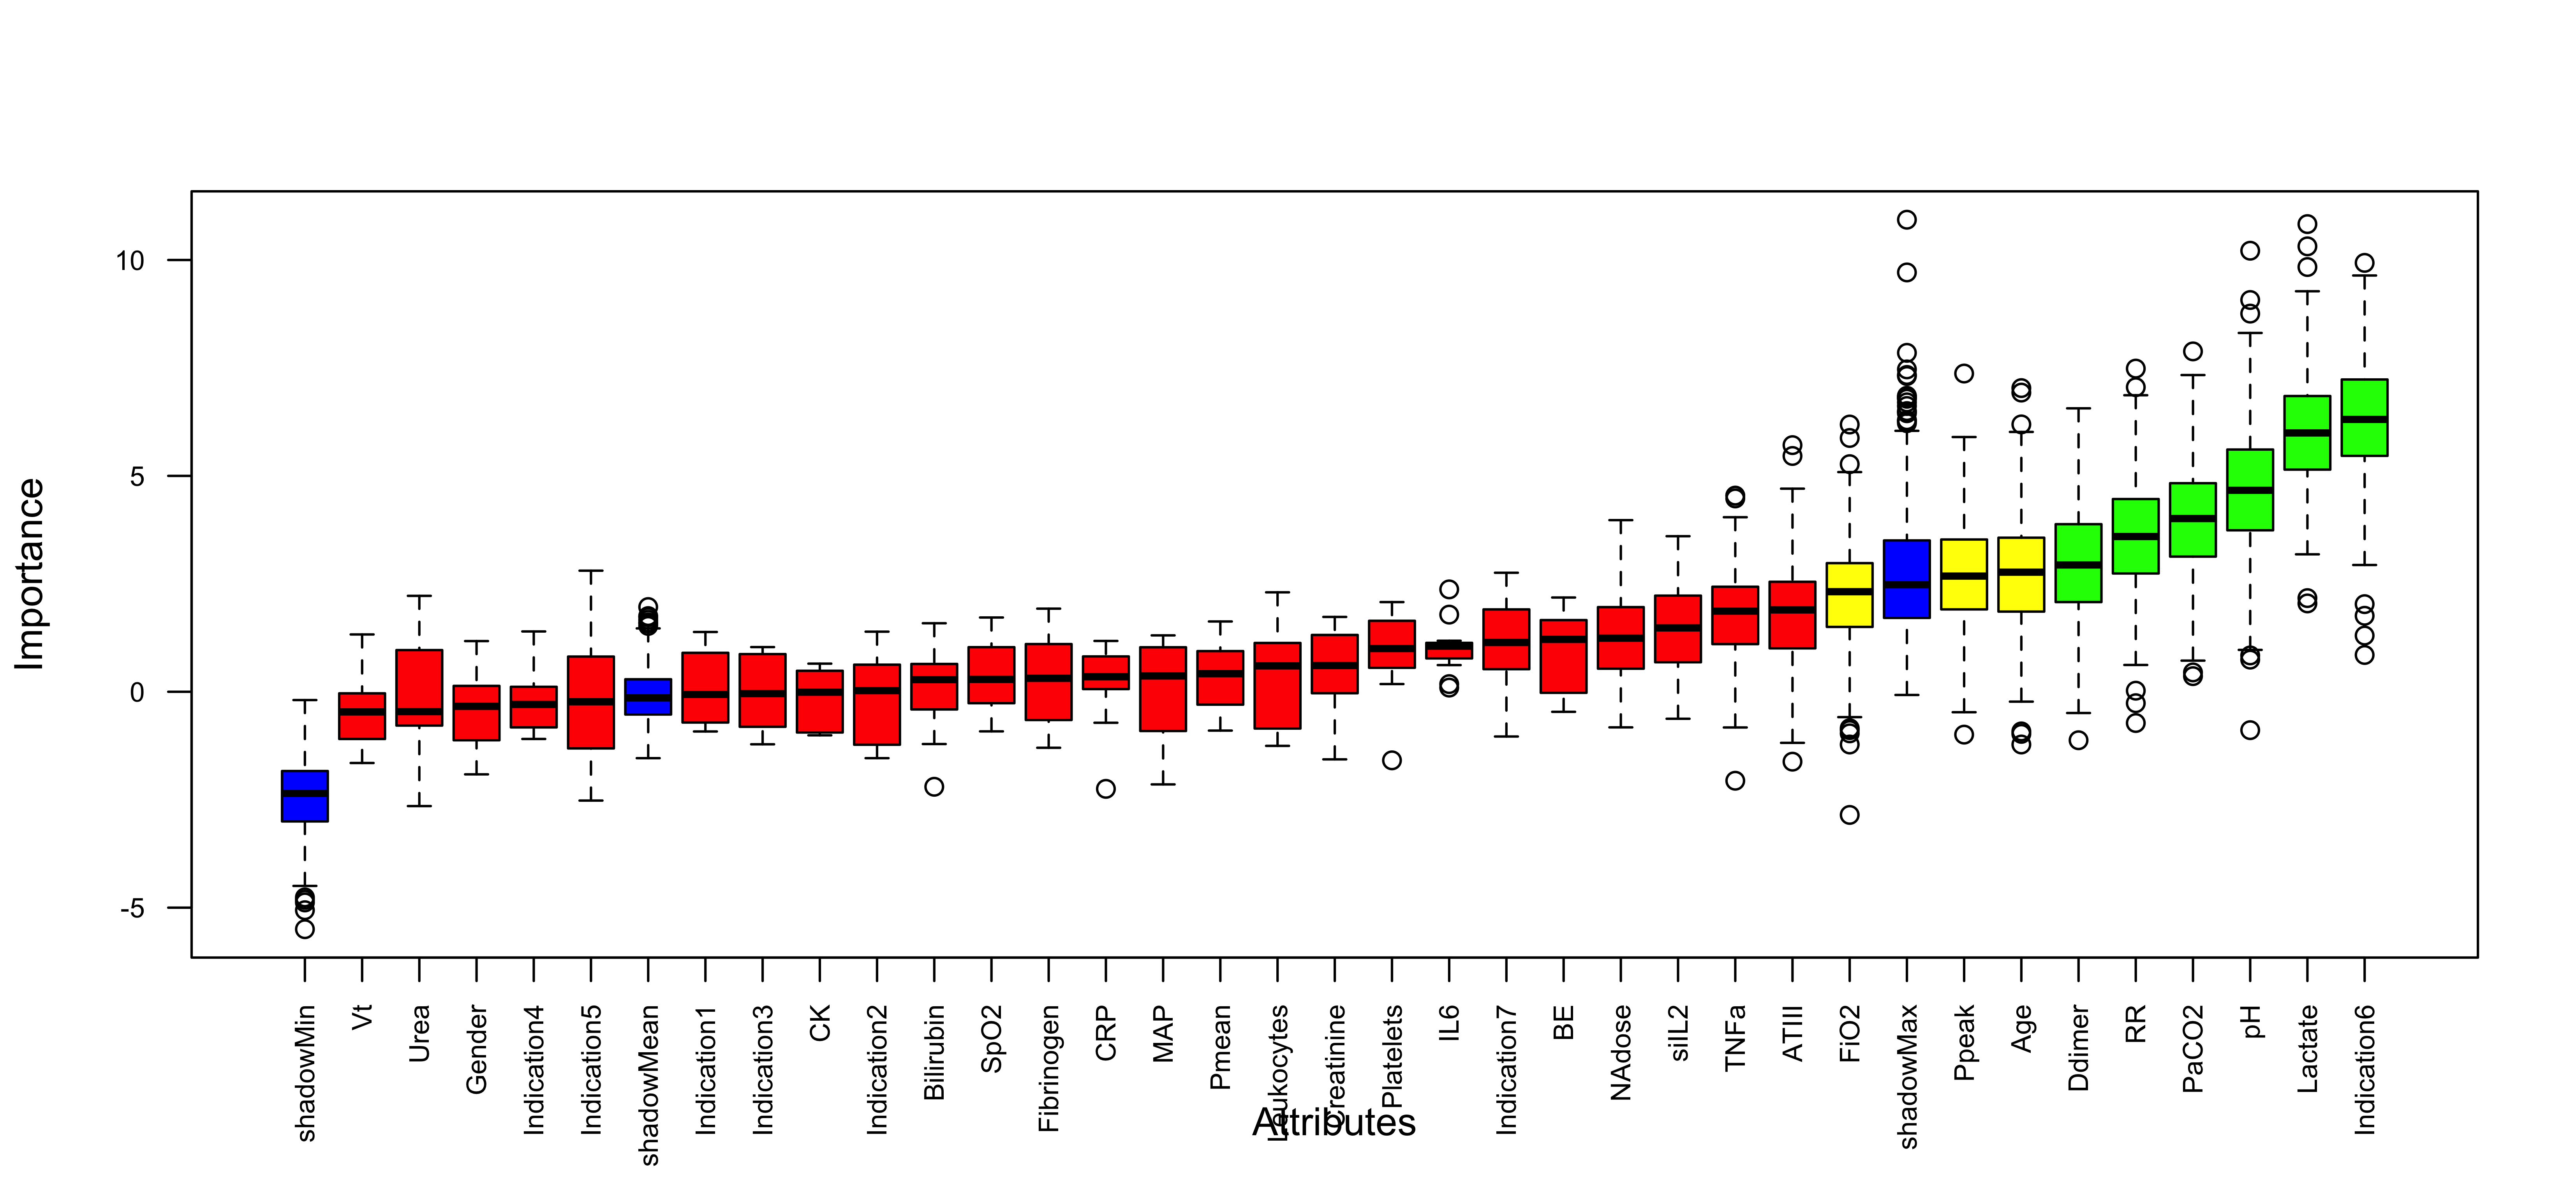 Importance
10
5
0
-5
shadowMin
Vt
Urea
Gender
Indication4
Indication5
shadowMean
Indication1
Indication3
CK
Indication2
Bilirubin
SpO2
Fibrinogen
CRP
MAP
Pmean
Leukocytes
Creatinine
Platelets
IL6
Indication7
BE
NAdose
siIL2
TNFa
ATIII
FiO2
shadowMax
Ppeak
Age
Ddimer
RR
PaCO2
pH
Lactate
Indication6
Attributes